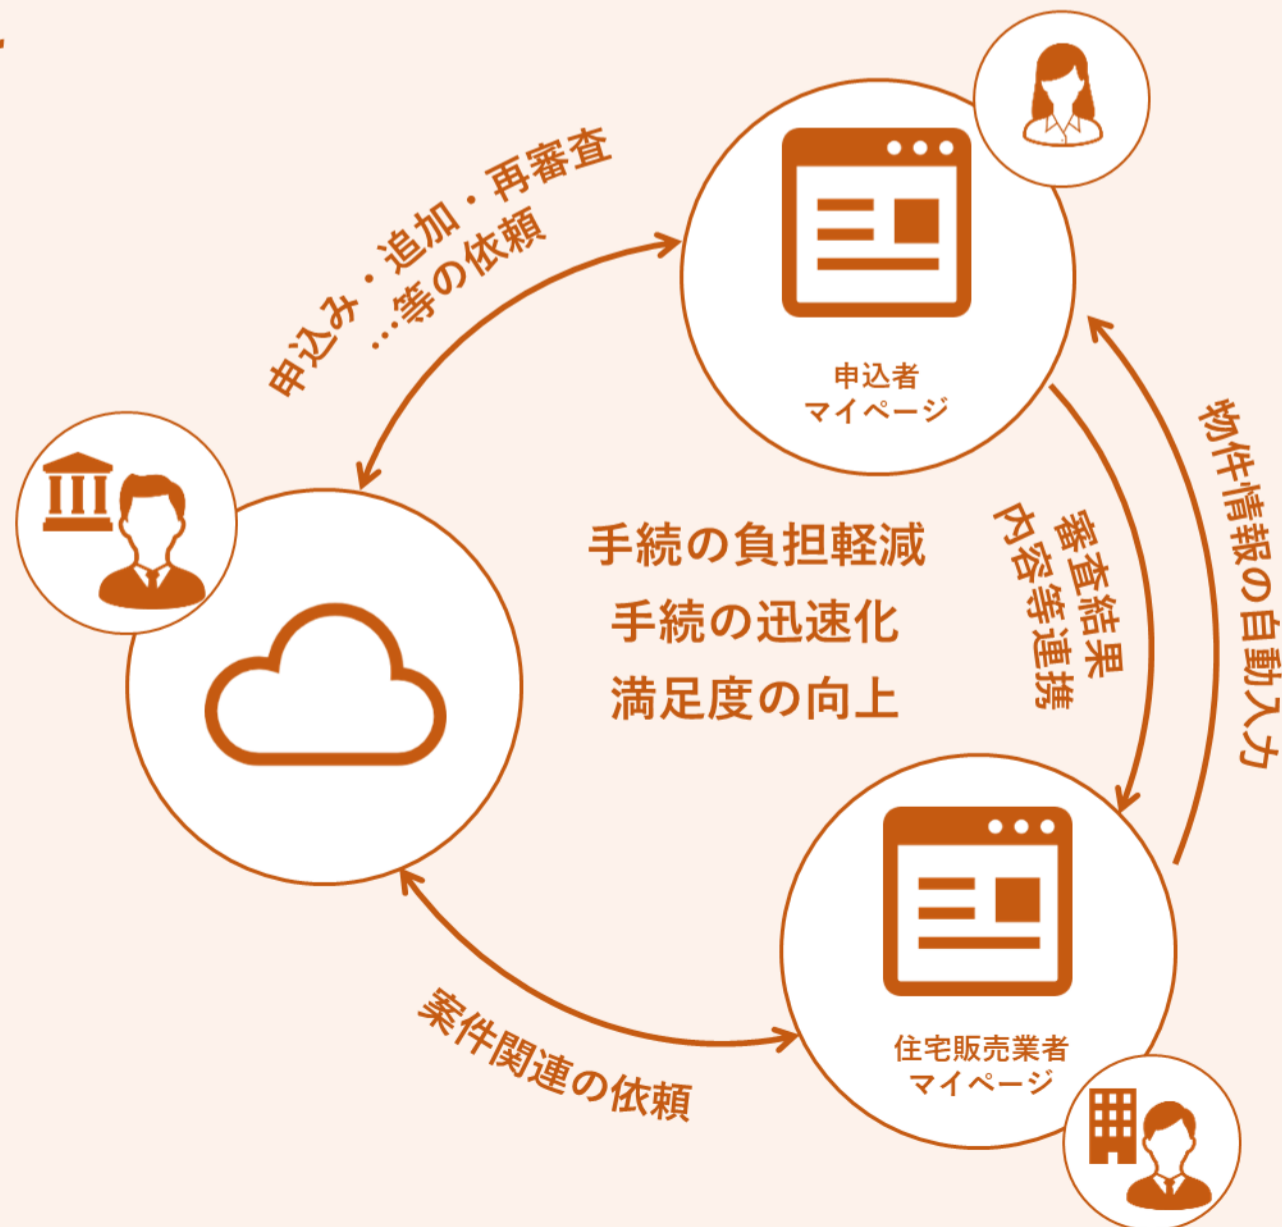 申込み・追加・再審査
…等の依頼
申込者
マイページ
物件情報の自動入力
審査結果
内容等連携
手続の負担軽減
手続の迅速化
満足度の向上
案件関連の依頼
住宅販売業者
マイページ